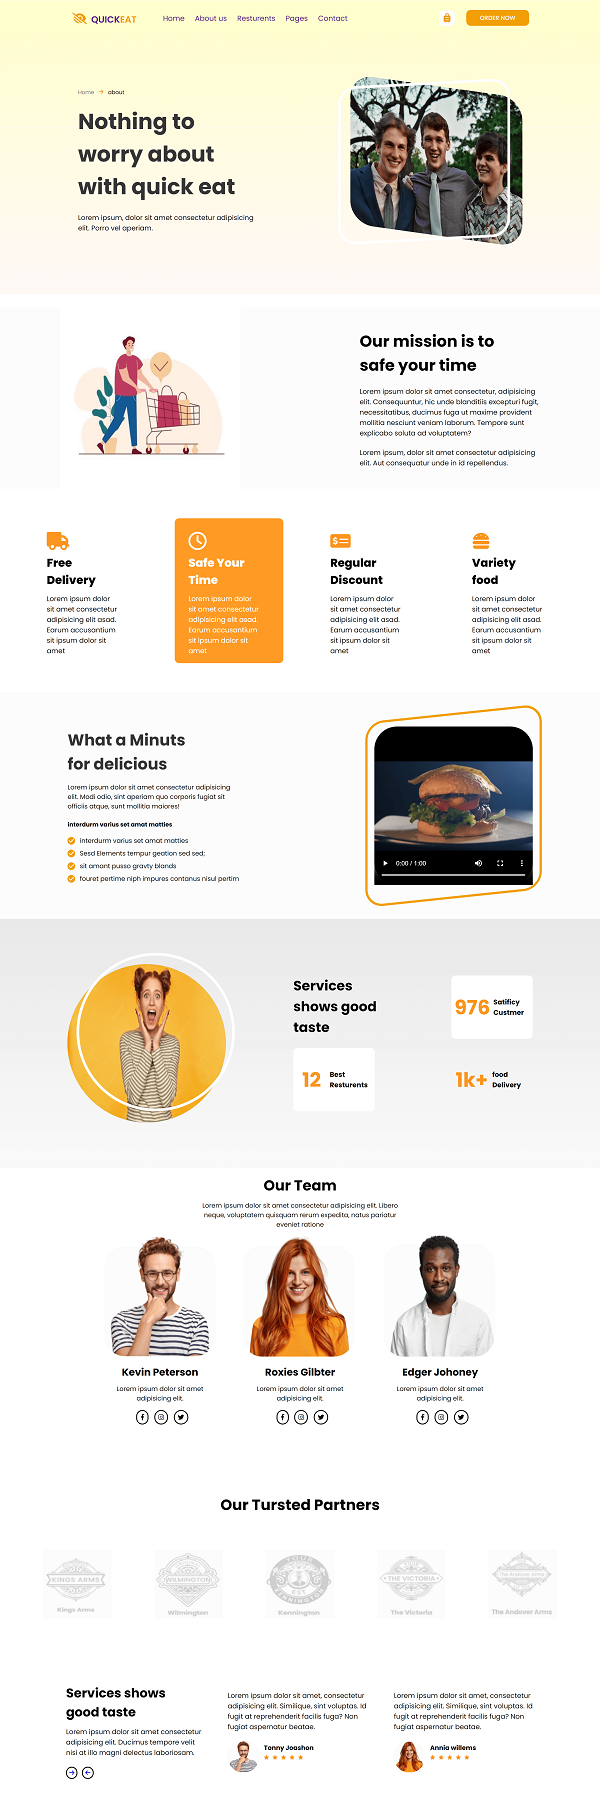 QUICKEAT
Home About us Resturents Pages Contact
ORDER NOW
Home → about
Nothing to
worry about
with quick eat
Lorem ipsum, dolor sit amet consectetur adipisicing
elit. Porro vel aperiam.
Our mission is to
safe your time
Lorem ipsum dolor sit amet consectetur, adipisicing
elit. Consequuntur, hic unde blanditiis excepturi fugit,
necessitatibus, ducimus fuga ut maxime provident
mollitia nesciunt veniam laborum. Tempore sunt
explicabo soluta ad voluptatem?
Lorem ipsum, dolor sit amet consectetur adipisicing
elit. Aut consequatur unde in id repellendus.
Free
Delivery
Lorem ipsum dolor
sit amet consectetur
adipisicing elit asad.
Earum accusantium
sit ipsum dolor sit
amet
Safe Your
Time
Lorem ipsum dolor
sit amet consectetur
adipisicing elit asad.
Earum accusantium
sit ipsum dolor sit
amet
Regular
Discount
Lorem ipsum dolor
sit amet consectetur
adipisicing elit asad.
Earum accusantium
sit ipsum dolor sit
amet
Variety
food
Lorem ipsum dolor
sit amet consectetur
adipisicing elit asad.
Earum accusantium
sit ipsum dolor sit
amet
What a Minuts
for delicious
Lorem ipsum dolor sit amet consectetur adipisicing
elit. Modi odio, sint aperiam quo corporis fugiat sit
officiis atque, sunt mollitia maiores!
interdurm varius set amat matties
interdurm varius set amat matties
Sesd Elements tempur geation sed sed;
sit amant pusso gravty blands
fouret pertime niph impures contanus nisul pertim
0:00 / 1:00
Services
shows good
taste
976 Satificy
Custmer
12 Best
Resturents
1k+ food
Delivery
Our Team
Lorem ipsum dolor sit amet consectetur adipisicing elit. Libero
neque, voluptatem quisquam rerum expedita, natus pariatur
eveniet ratione
Kevin Peterson
Lorem ipsum dolor sit amet
adipisicing elit.
Roxies Gilbter
Lorem ipsum dolor sit amet
adipisicing elit.
Edger Johoney
Lorem ipsum dolor sit amet
adipisicing elit.
Our Tursted Partners
KINGS ARMS
Kings Arms
WILMINGTON
Wilmington
Kennington
THE VICTORIA
The Victoria
The Andover Arms
The Andover Arms
Services shows
good taste
Lorem ipsum dolor sit amet consectetur
adipisicing elit. Ducimus tempore velit
nisi at illo magni delectus laboriosam.
Lorem ipsum dolor sit amet, consectetur
adipisicing elit. Similique, sint voluptas. Id
fugit at reprehenderit facilis fuga? Non
fugiat aspernatur beatae.
Tonny Joashon
Lorem ipsum dolor sit amet, consectetur
adipisicing elit. Similique, sint voluptas. Id
fugit at reprehenderit facilis fuga? Non
fugiat aspernatur beatae.
Annia willems